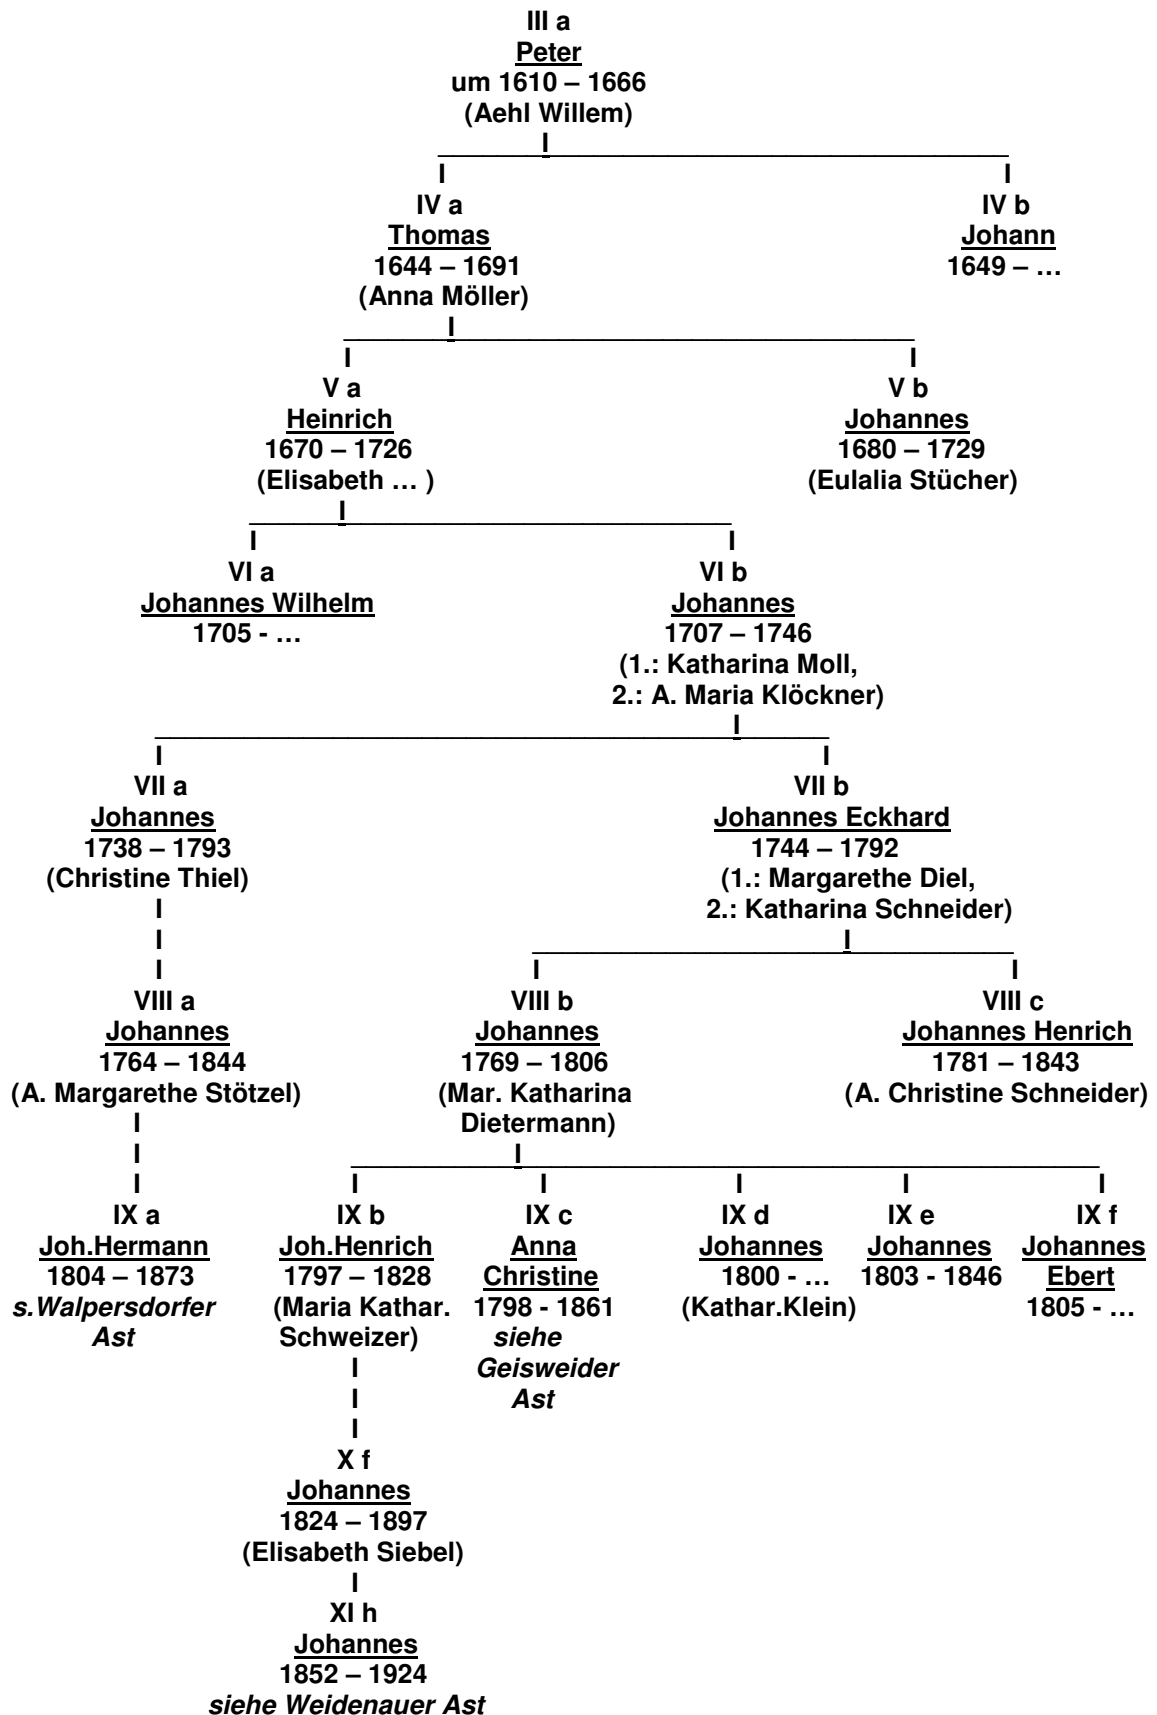 III a
Peter
um 1610 – 1666
(Aehl Willem)
IV a IV b
Thomas Johann
1644 – 1691 1649 – …
(Anna Möller)
V a V b
Heinrich Johannes
1670 – 1726 1680 – 1729
(Elisabeth … ) (Eulalia Stücher)
VI a VI b
Johannes Wilhelm Johannes
1705 - … 1707 – 1746
(1.: Katharina Moll,
2.: A. Maria Klöckner)
VII a VII b
Johannes Johannes Eckhard
1738 – 1793 1744 – 1792
(Christine Thiel) (1.: Margarethe Diel,
2.: Katharina Schneider)
VIII a VIII b VIII c
Johannes Johannes Johannes Henrich
1764 – 1844 1769 – 1806 1781 – 1843
(A. Margarethe Stötzel) (Mar. Katharina (A. Christine Schneider)
Dietermann)
IX a IX b IX c IX d IX e IX f
Joh.Hermann Joh.Henrich Anna Johannes Johannes Johannes
1804 – 1873 1797 – 1828 Christine 1800 - … 1803 - 1846 Ebert
s.Walpersdorfer (Maria Kathar. 1798 - 1861 (Kathar.Klein) 1805 - …
Ast Schweizer) siehe
Geisweider
Ast
X f
Johannes
1824 – 1897
(Elisabeth Siebel)
XI h
Johannes
1852 – 1924
siehe Weidenauer Ast